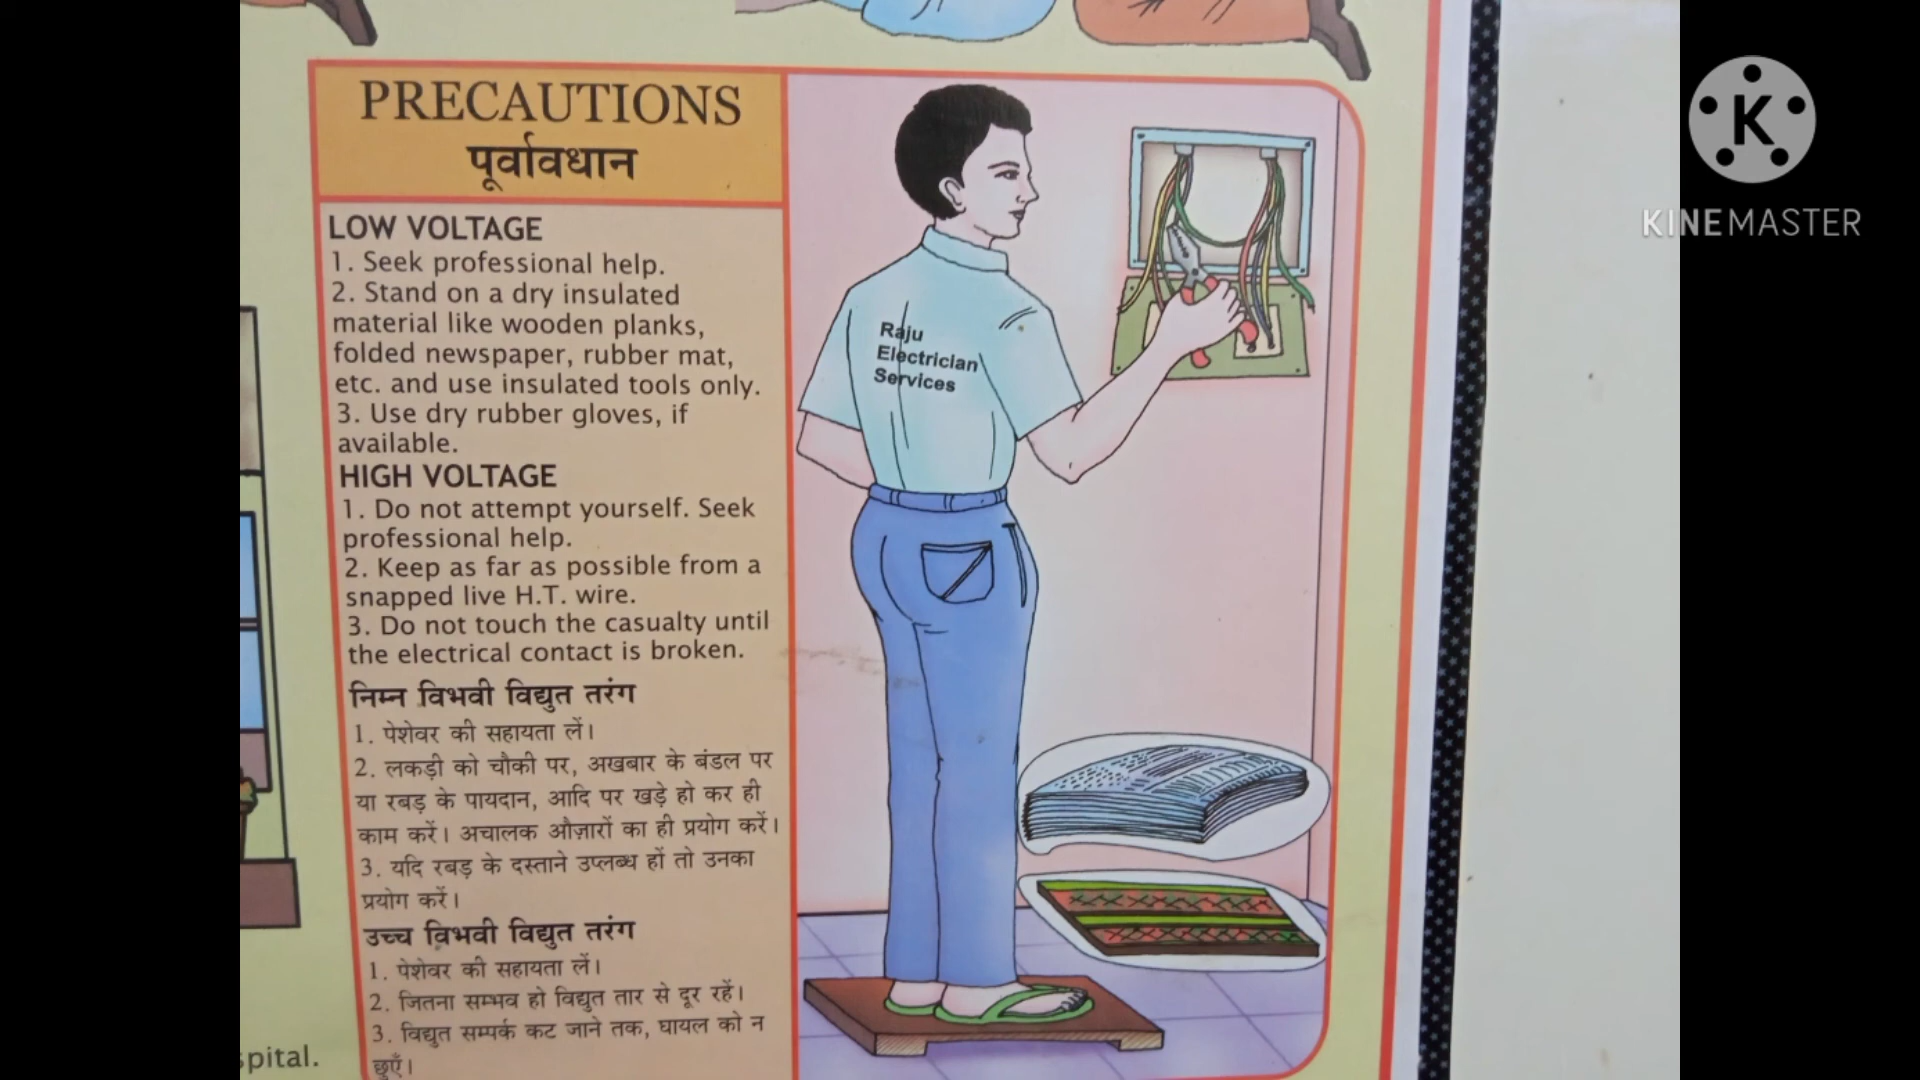 PRECAUTIONS
पूर्वावधान
LOW VOLTAGE
1. Seek professional help.
2. Stand on a dry insulated
material like wooden planks,
folded newspaper, rubber mat,
etc. and use insulated tools only.
3. Use dry rubber gloves, if
available.
HIGH VOLTAGE
1. Do not attempt yourself. Seek
professional help.
2. Keep as far as possible from a
snapped live H.T. wire.
3. Do not touch the casualty until
the electrical contact is broken.
निम्न विभवी विद्युत तरंग
1. पेशेवर की सहायता लें।
2. लकड़ी को चौकी पर, अखबार के बंडल पर
या रबड़ के पायदान, आदि पर खड़े हो कर ही
काम करें। अचालक औज़ारों का ही प्रयोग करें।
3. यदि रबड़ के दस्ताने उप्लब्ध हों तो उनका
प्रयोग करें।
उच्च विभवी विद्युत तरंग
1. पेशेवर की सहायता लें।
2. जितना सम्भव हो विद्युत तार से दूर रहें।
3. विद्युत सम्पर्क कट जाने तक, घायल को न
छुएँ।
Raju
Electrician
Services
spital.
K
KINEMASTER